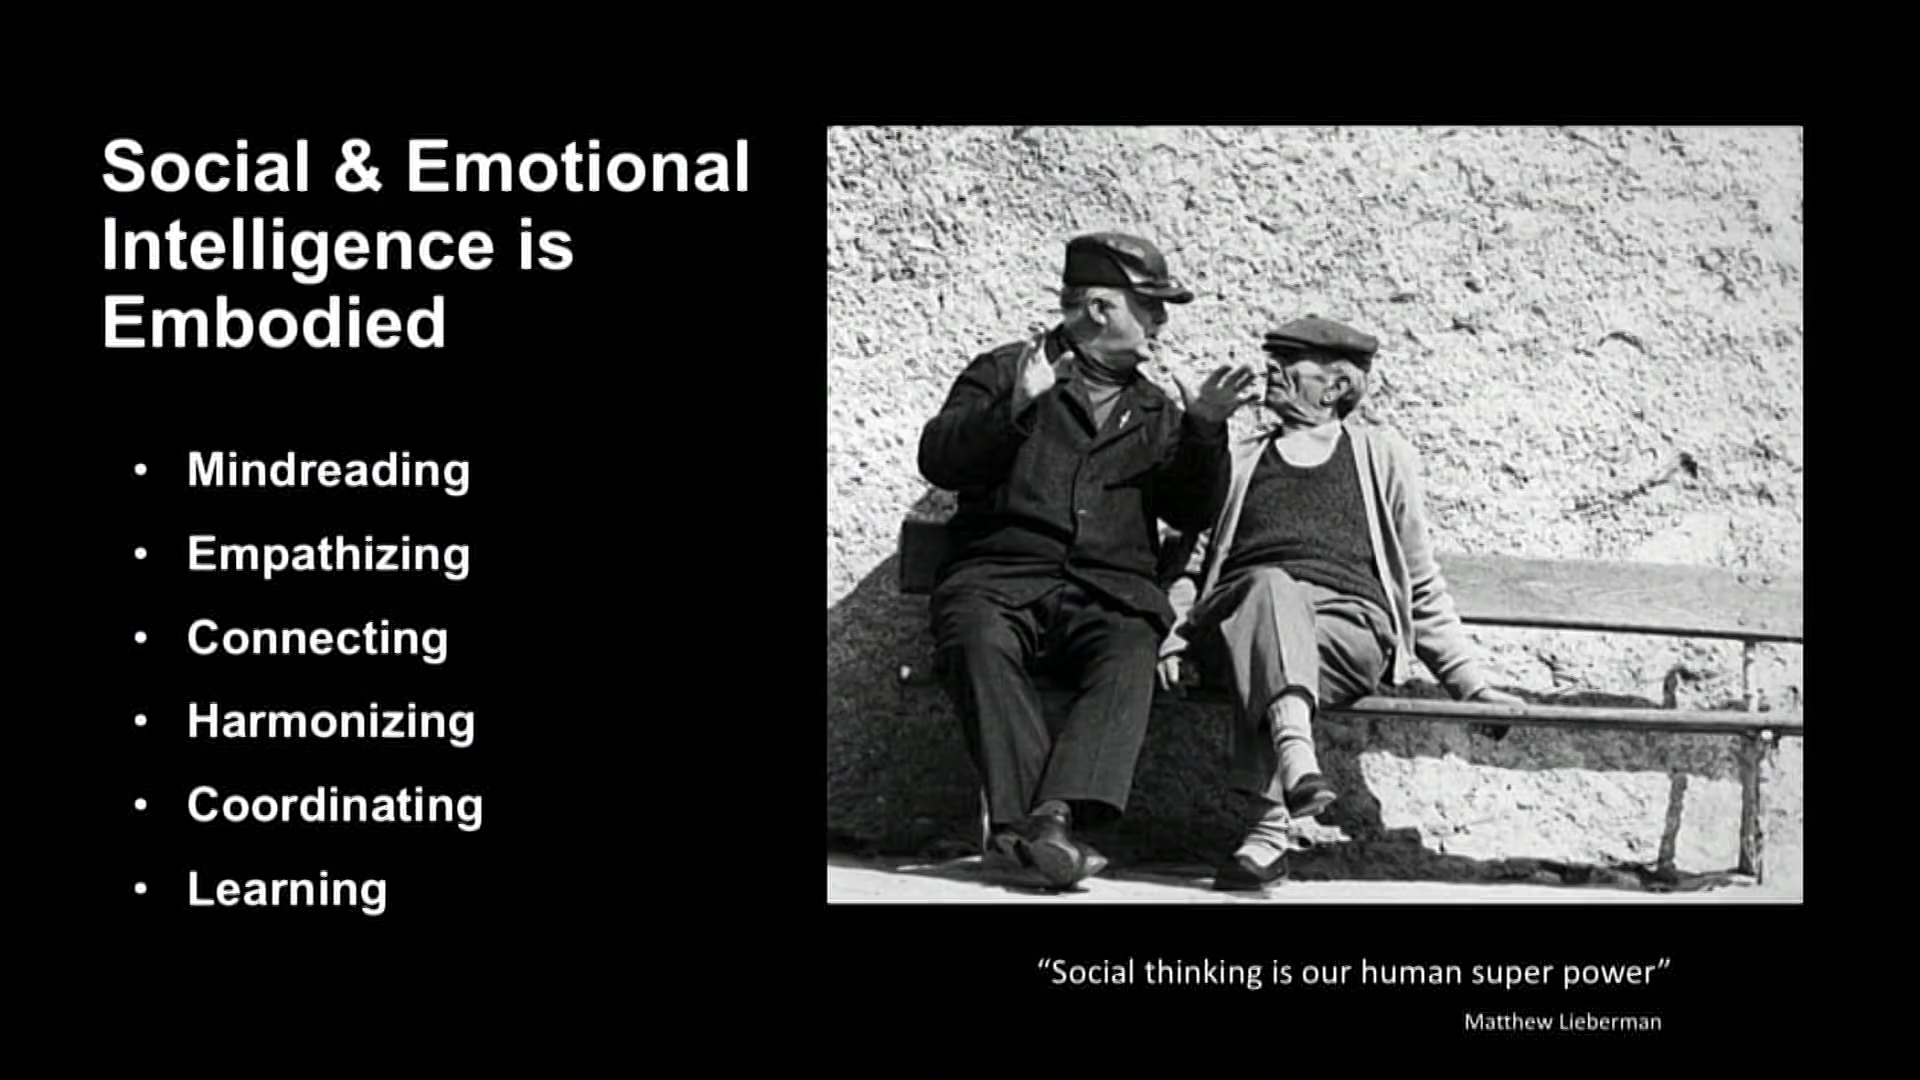 Social & Emotional
Intelligence is
Embodied
• Mindreading
• Empathizing
• Connecting
• Harmonizing
• Coordinating
• Learning
“Social thinking is our human super power”
Matthew Lieberman